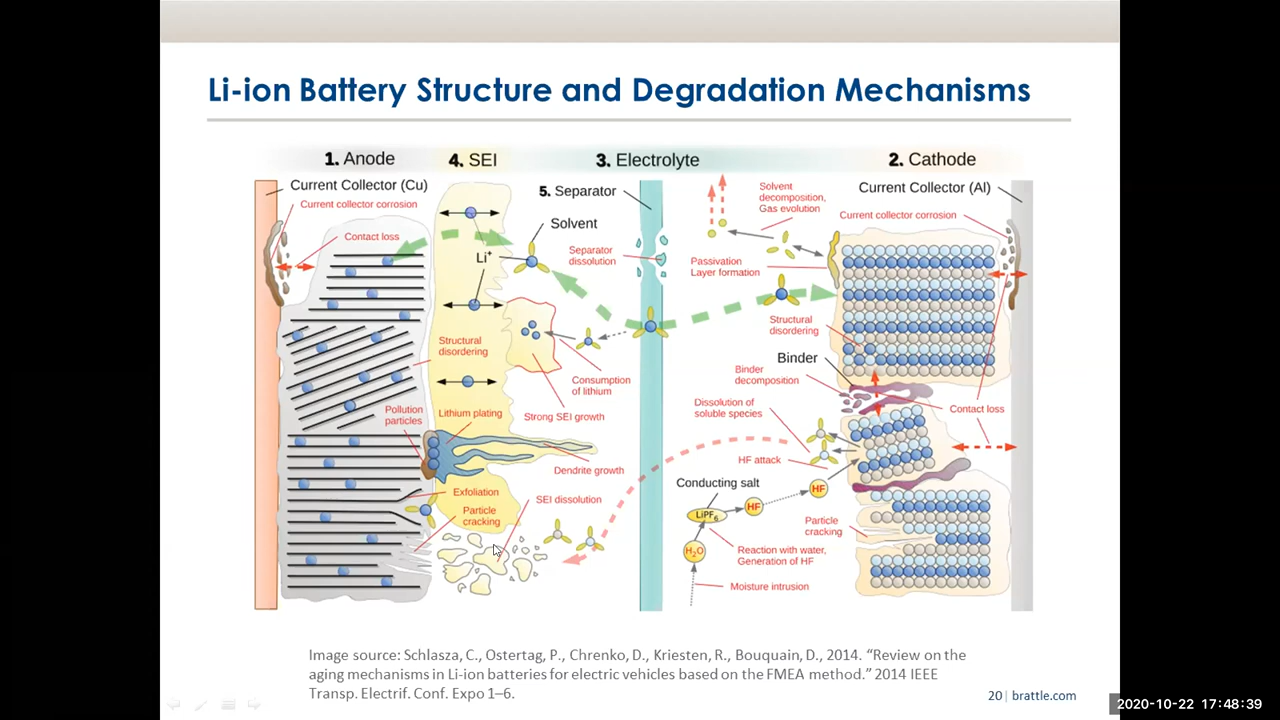 Li-ion Battery Structure and Degradation Mechanisms
1. Anode
4. SEI
3. Electrolyte
2. Cathode
Current Collector (Cu)
Current collector corrosion
Contact loss
5. Separator
Solvent
Li+
Separator
dissolution
Solvent
decomposition,
Gas evolution
Current Collector (Al)
Current collector corrosion
Passivation
Layer formation
Structural
disordering
Structural
disordering
Binder
Binder
decomposition
Consumption
of lithium
Dissolution of
soluble species
Contact loss
Pollution
particles
Lithium plating
Strong SEI growth
HF attack
Dendrite growth
Conducting salt
Exfoliation
SEI dissolution
HF
HF
LiPF6
Particle
cracking
Particle
cracking
H2O
Reaction with water,
Generation of HF
Moisture intrusion
Image source: Schlasza, C., Ostertag, P., Chrenko, D., Kriesten, R., Bouquain, D., 2014. “Review on the
aging mechanisms in Li-ion batteries for electric vehicles based on the FMEA method.” 2014 IEEE
Transp. Electrif. Conf. Expo 1–6.
20 | brattle.com
2020-10-22 17:48:39